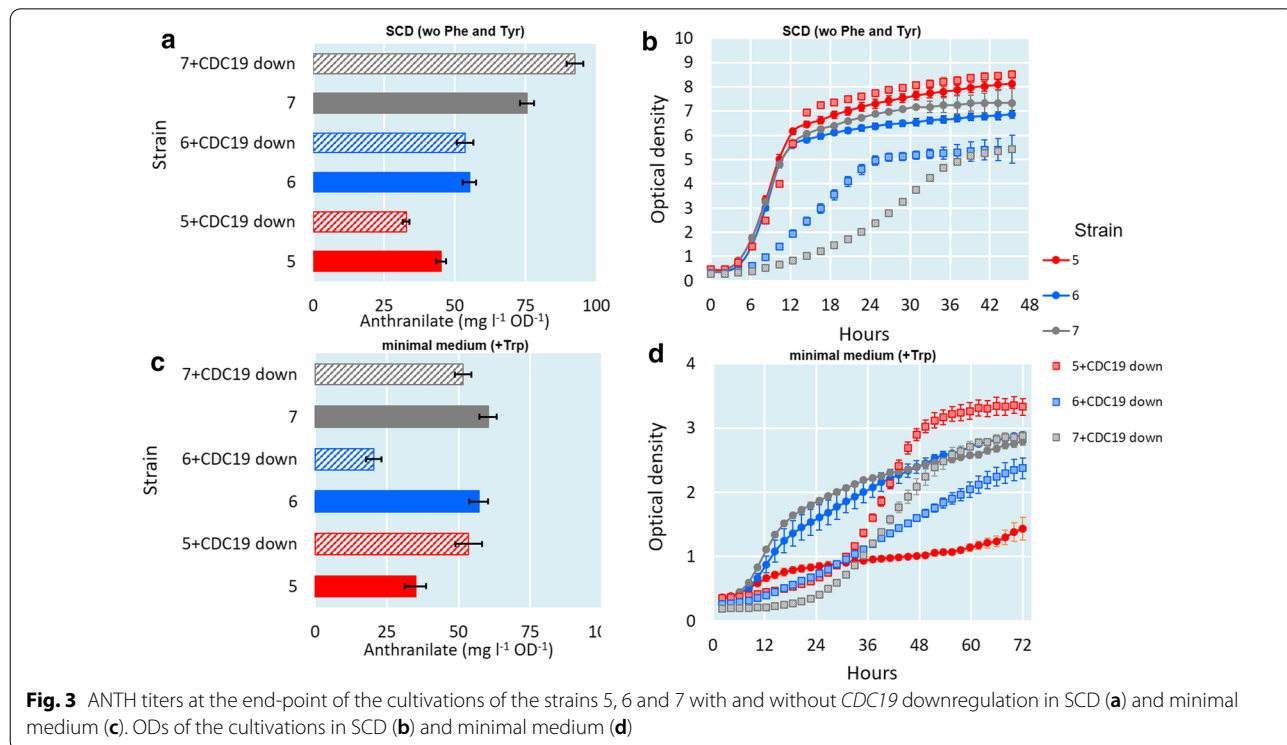 a
SCD (wo Phe and Tyr)
7+CDC19 down
7
6+CDC19 down
6
5+CDC19 down
5
Strain
0 25 50 75 100
Anthranilate (mg l⁻¹ OD⁻¹)
b
SCD (wo Phe and Tyr)
10
9
8
7
6
5
4
3
2
1
0
Optical density
0 6 12 18 24 30 36 42 48
Hours
Strain
5
6
7
5+CDC19 down
6+CDC19 down
7+CDC19 down
c
minimal medium (+Trp)
7+CDC19 down
7
6+CDC19 down
6
5+CDC19 down
5
Strain
0 25 50 75 10
Anthranilate (mg l⁻¹ OD⁻¹)
d
minimal medium (+Trp)
4
3
2
1
0
Optical density
0 12 24 36 48 60 72
Hours
Fig. 3 ANTH titers at the end-point of the cultivations of the strains 5, 6 and 7 with and without CDC19 downregulation in SCD (a) and minimal
medium (c). ODs of the cultivations in SCD (b) and minimal medium (d)